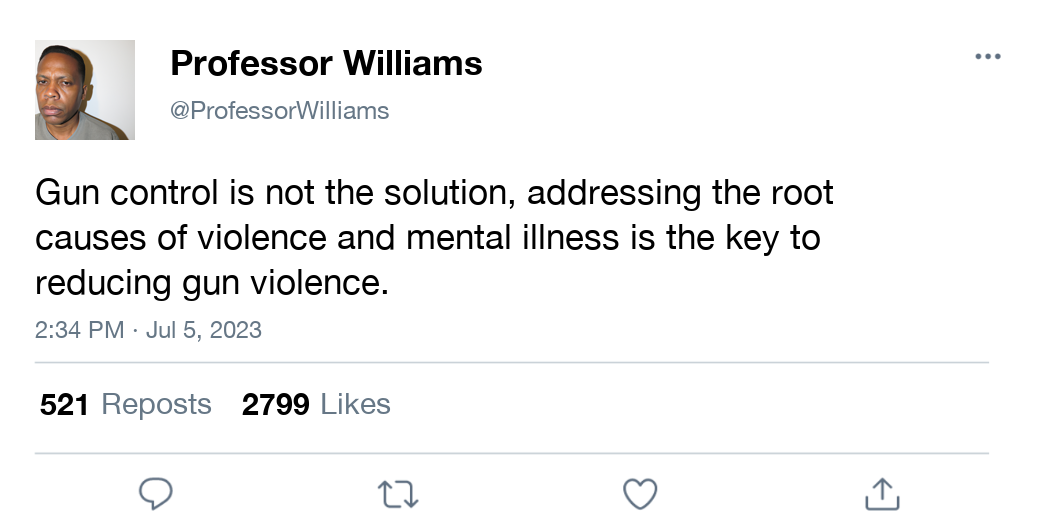 Professor Williams
@ProfessorWilliams
Gun control is not the solution, addressing the root
causes of violence and mental illness is the key to
reducing gun violence.
2:34 PM · Jul 5, 2023
521 Reposts 2799 Likes